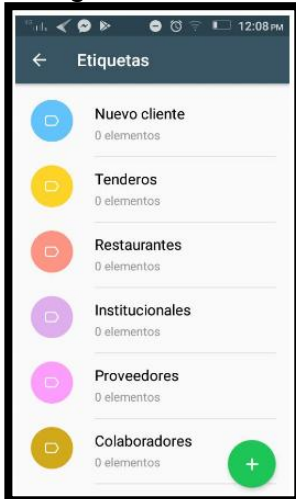 12:08 PM
Etiquetas
Nuevo cliente
0 elementos
Tenderos
0 elementos
Restaurantes
0 elementos
Institucionales
0 elementos
Proveedores
0 elementos
Colaboradores
0 elementos